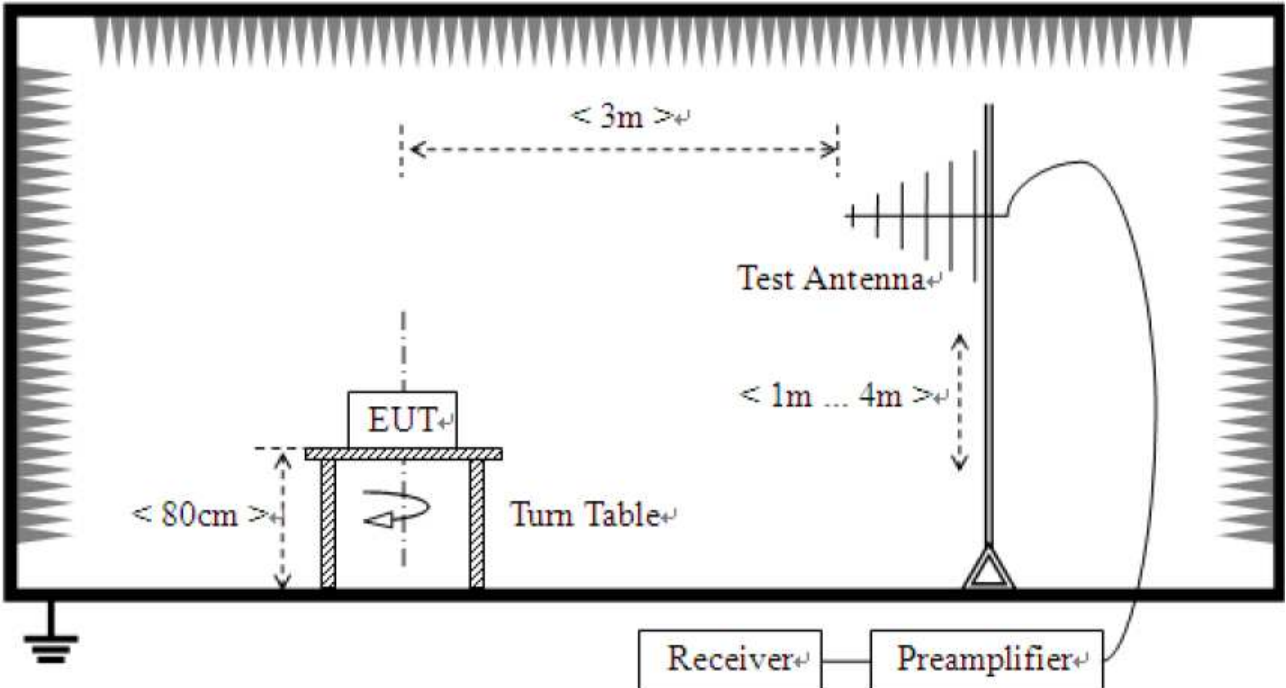 < 3m >↵
Test Antenna↵
< 1m ... 4m >↵
EUT↵
< 80cm >↵
Turn Table↵
Receiver↵
Preamplifier↵